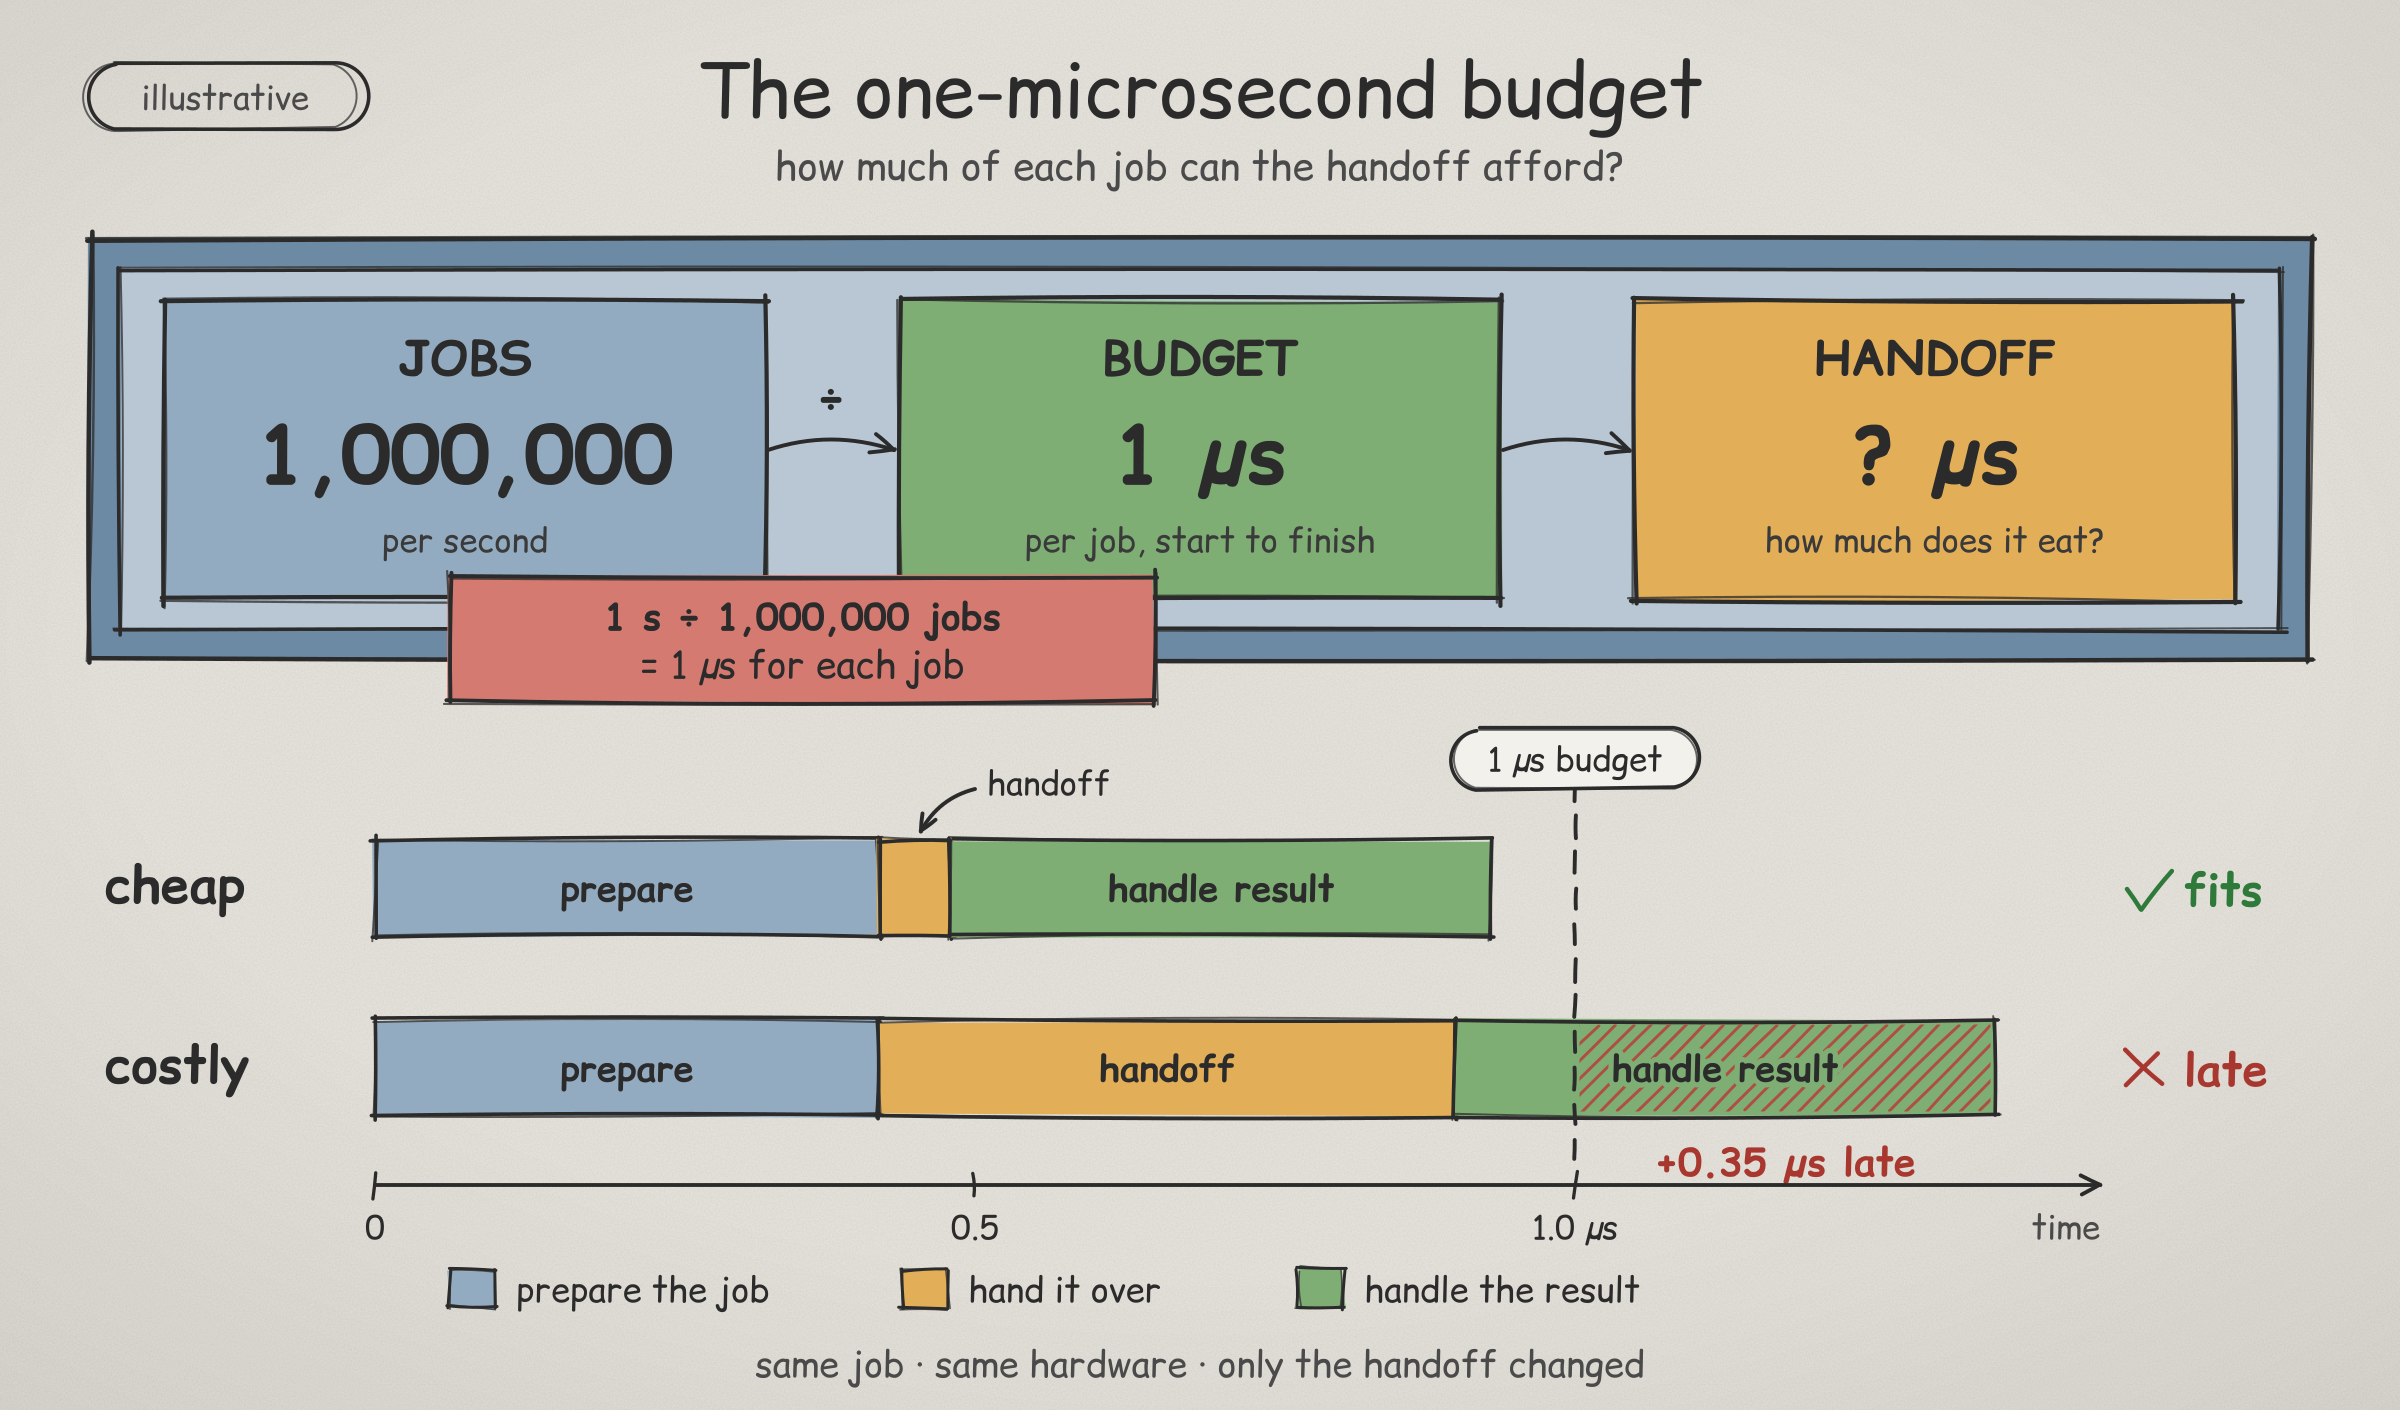 illustrative
The one-microsecond budget
how much of each job can the handoff afford?
JOBS
1,000,000
per second
÷
BUDGET
1 µs
per job, start to finish
HANDOFF
? µs
how much does it eat?
1 s ÷ 1,000,000 jobs
= 1 µs for each job
1 µs budget
handoff
cheap
prepare
handle result
fits
costly
prepare
handoff
handle result
late
+0.35 µs late
0
0.5
1.0 µs
time
prepare the job
hand it over
handle the result
same job · same hardware · only the handoff changed